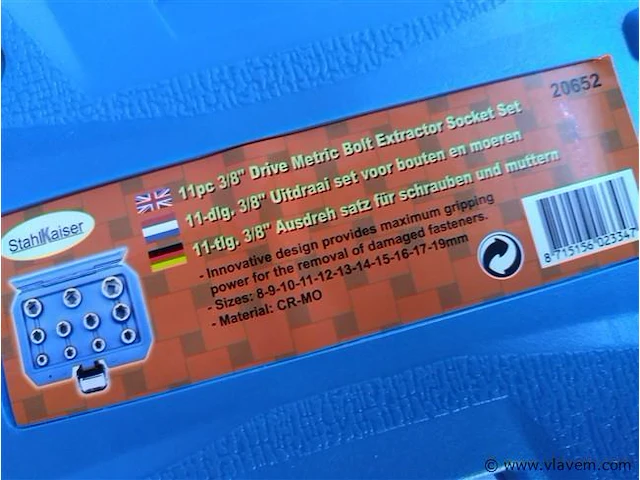 20652
11pc 3/8" Drive Metric Bolt Extractor Socket Set
11-dlg, 3/8" Uitdraai set voor bouten en moeren
11-tlg, 3/8" Ausdreh satz für schrauben und muttern
StahlKaiser
- Innovative design provides maximum gripping
power for the removal of damaged fasteners.
- Sizes: 8-9-10-11-12-13-14-15-16-17-19mm
- Material: CR-MO
8 715156 023347
© www.vlavem.com